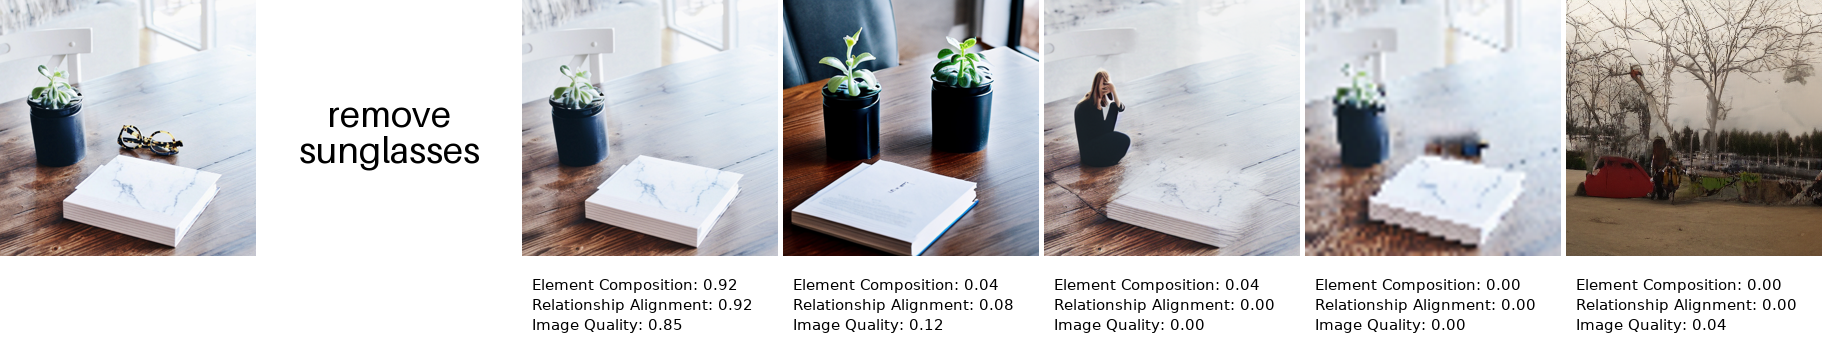 remove
sunglasses
Element Composition: 0.92
Relationship Alignment: 0.92
Image Quality: 0.85
Element Composition: 0.04
Relationship Alignment: 0.08
Image Quality: 0.12
Element Composition: 0.04
Relationship Alignment: 0.00
Image Quality: 0.00
Element Composition: 0.00
Relationship Alignment: 0.00
Image Quality: 0.00
Element Composition: 0.00
Relationship Alignment: 0.00
Image Quality: 0.04